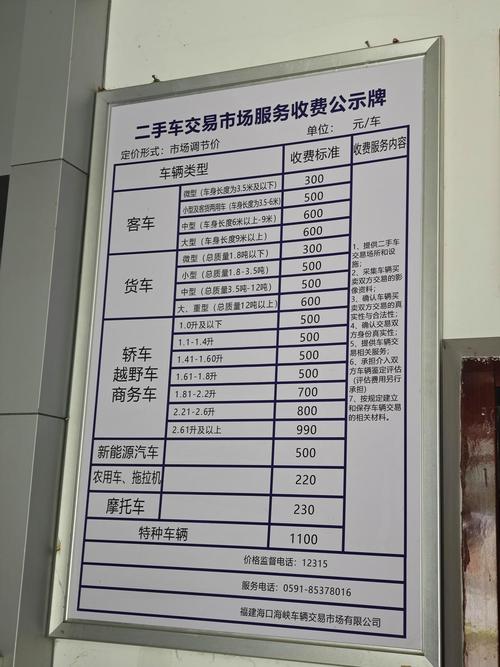 二手车交易市场服务收费公示牌
定价形式：市场调节价 单位： 元/车
车辆类型 收费标准 收费服务内容
客车
微型（车身长度为3.5米及以下） 300
小型及客货两用车（车身长度为3.5-6米） 500
中型（车身长度6米以上-9米） 600
大型（车身长度9米以上） 600
货车
微型（总质量1.8吨以下） 300
小型（总质量1.8-3.5吨） 500
中型（总质量3.5吨-12吨） 500
大、重型（总质量12吨以上） 600
轿车
越野车
商务车
1.0升及以下 500
1.1-1.4升 500
1.41-1.60升 500
1.61-1.8升 500
1.81-2.2升 700
2.21-2.6升 800
2.61升及以上 990
新能源汽车 500
农用车、拖拉机 220
摩托车 230
特种车辆 1100
1、提供二手车
交易场所和设
施；
2、采集车辆买
卖双方交易的影
像资料；
3、确认车辆买
卖双方交易的真
实性与合法性；
4、确认交易双
方身份真实性；
5、提供车辆交
易相关服务；
6、承担介入双
方车辆鉴定评估
（评估费用另行
承担）
7、按规定建立
和保存车辆交易
的相关材料。
价格监督电话：12315
服务电话：0591-85378016
福建海口海峡车辆交易市场有限公司